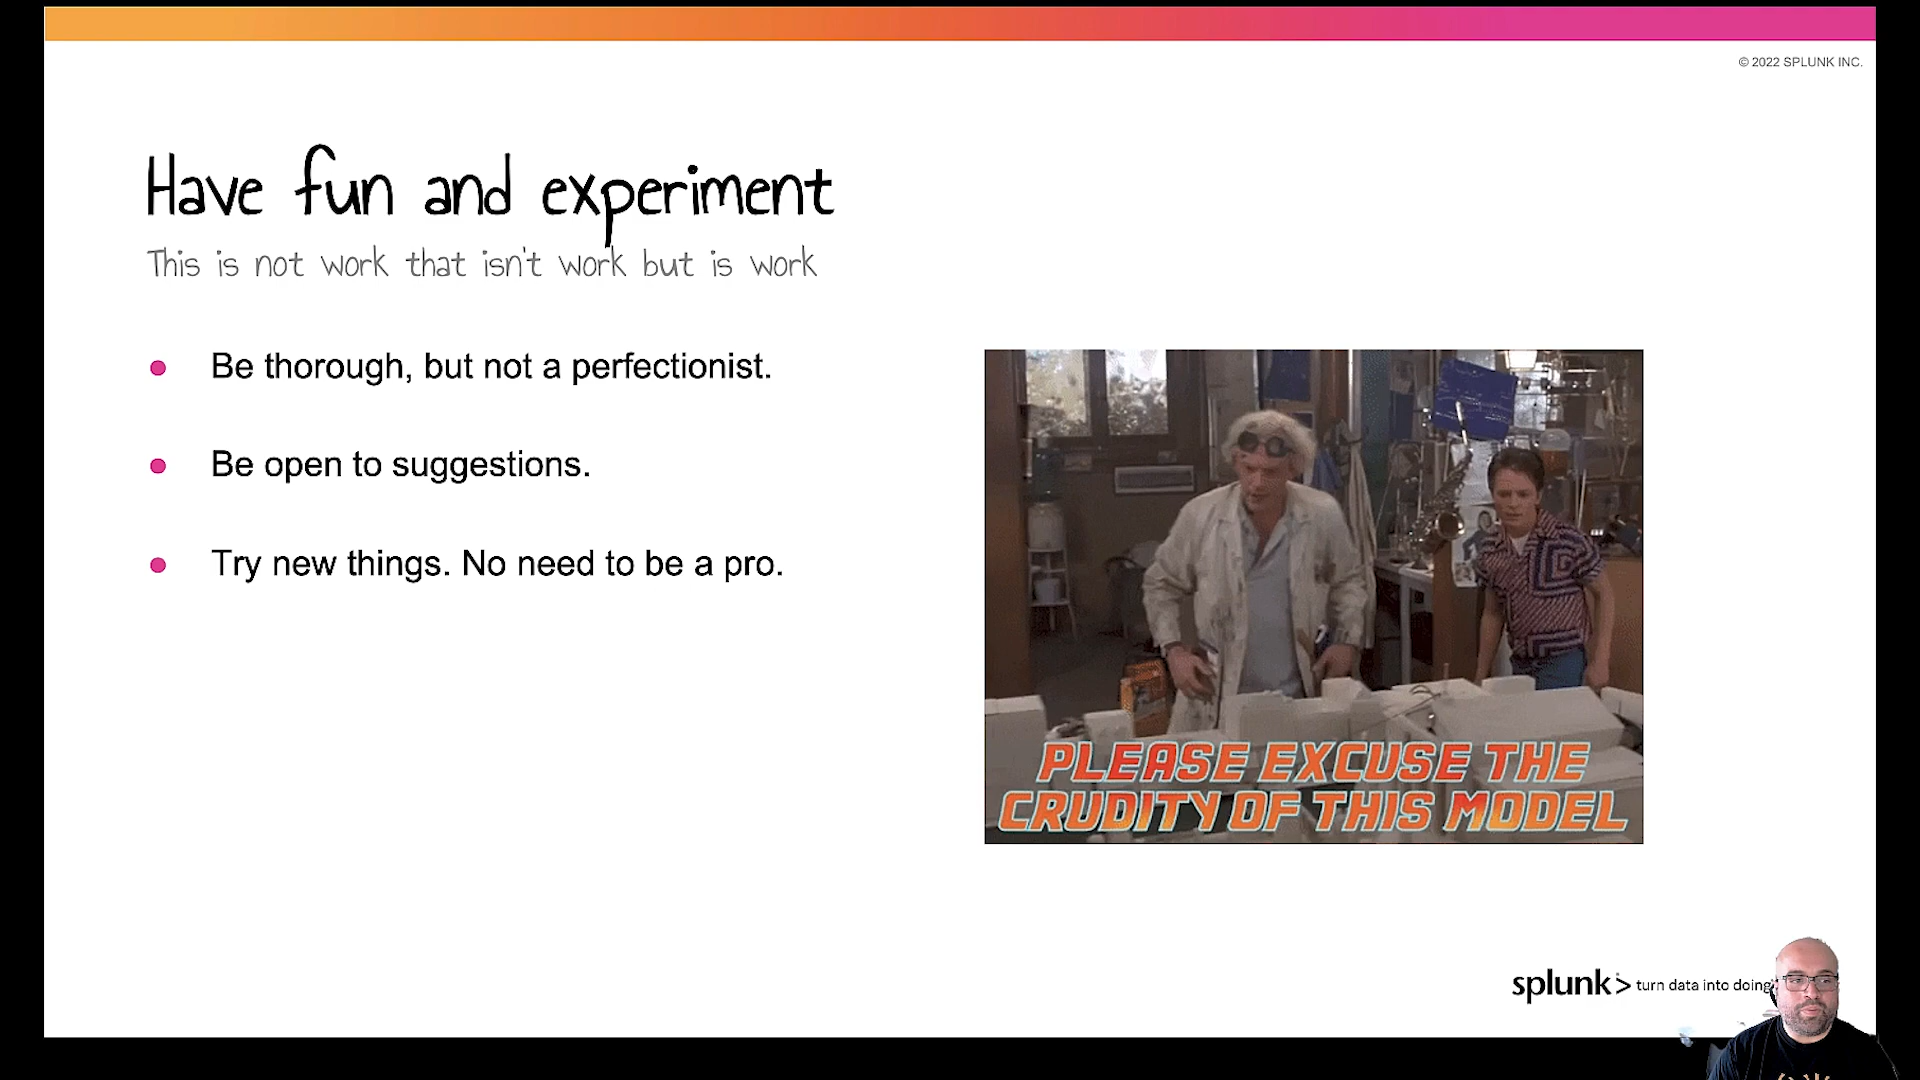 © 2022 SPLUNK INC.
Have fun and experiment
This is not work that isn't work but is work
● Be thorough, but not a perfectionist.
● Be open to suggestions.
● Try new things. No need to be a pro.
PLEASE EXCUSE THE
CRUDITY OF THIS MODEL
splunk> turn data into doing